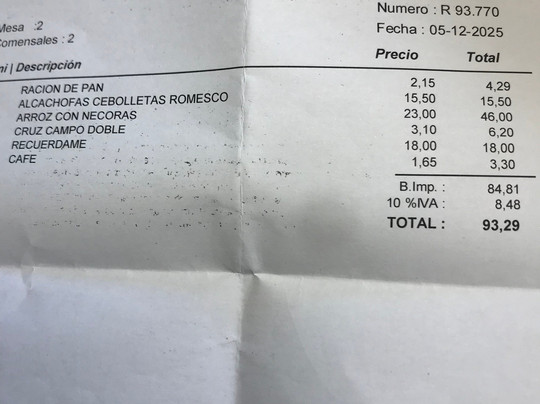 Numero : R 93.770
Mesa :2
Fecha : 05-12-2025
Comensales : 2
Descripción Precio Total
RACION DE PAN 2,15 4,29
ALCACHOFAS CEBOLLETAS ROMESCO 15,50 15,50
ARROZ CON NECORAS 23,00 46,00
CRUZ CAMPO DOBLE 3,10 6,20
RECUERDAME 18,00 18,00
CAFE 1,65 3,30
B.Imp. : 84,81
10 %IVA : 8,48
TOTAL : 93,29